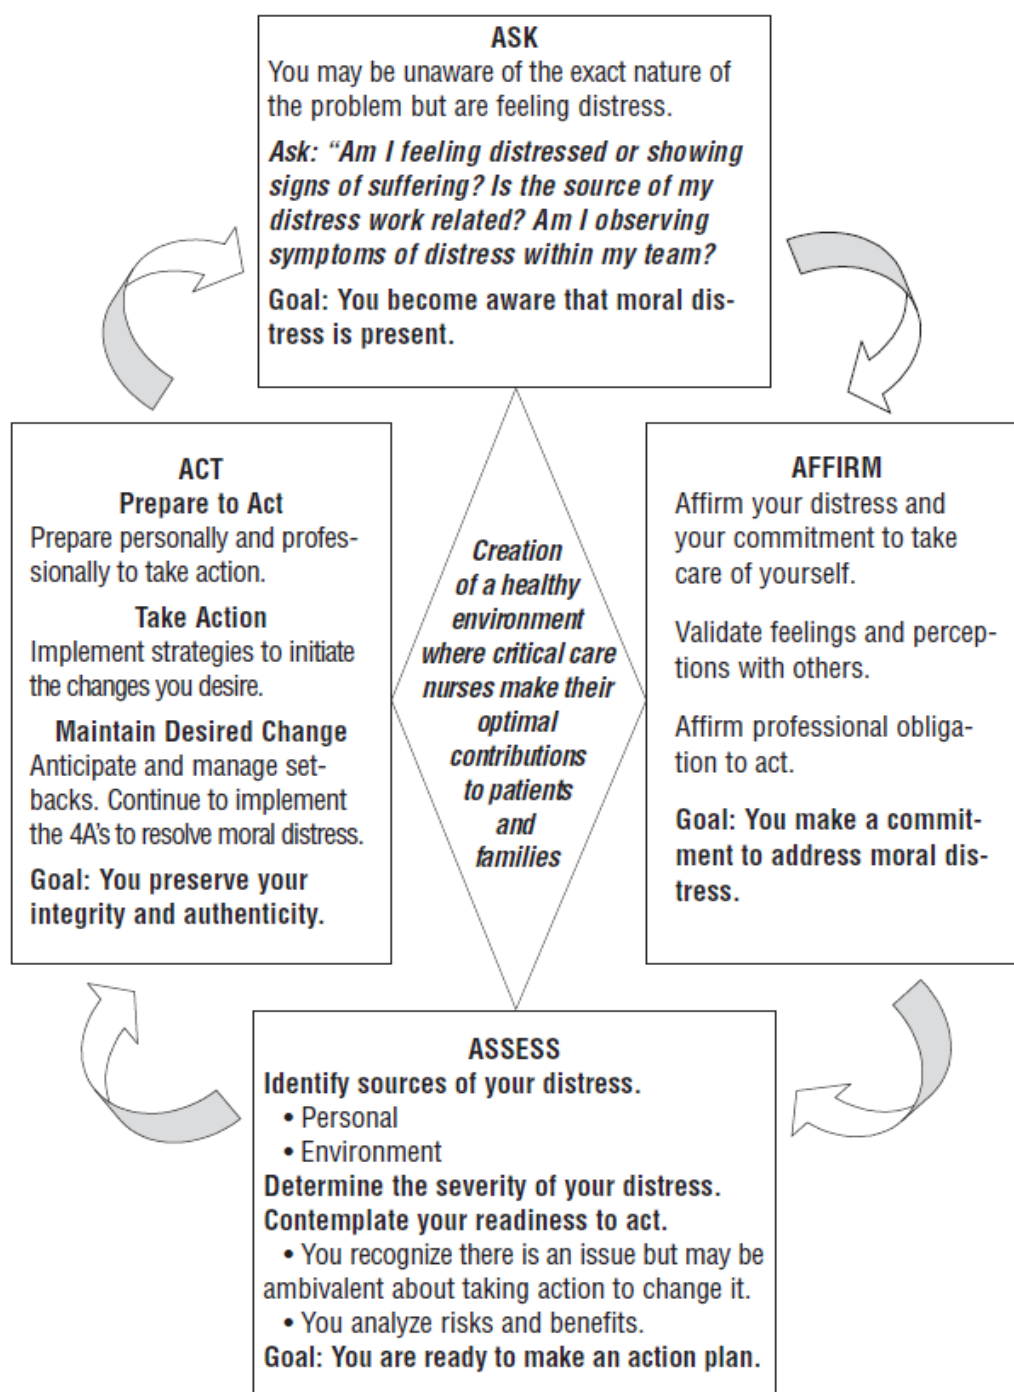 ASK
You may be unaware of the exact nature of
the problem but are feeling distress.
Ask: “Am I feeling distressed or showing
signs of suffering? Is the source of my
distress work related? Am I observing
symptoms of distress within my team?
Goal: You become aware that moral dis-
tress is present.
AFFIRM
Affirm your distress and
your commitment to take
care of yourself.
Validate feelings and percep-
tions with others.
Affirm professional obliga-
tion to act.
Goal: You make a commit-
ment to address moral dis-
tress.
ASSESS
Identify sources of your distress.
• Personal
• Environment
Determine the severity of your distress.
Contemplate your readiness to act.
• You recognize there is an issue but may be
ambivalent about taking action to change it.
• You analyze risks and benefits.
Goal: You are ready to make an action plan.
ACT
Prepare to Act
Prepare personally and profes-
sionally to take action.
Take Action
Implement strategies to initiate
the changes you desire.
Maintain Desired Change
Anticipate and manage set-
backs. Continue to implement
the 4A's to resolve moral distress.
Goal: You preserve your
integrity and authenticity.
Creation
of a healthy
environment
where critical care
nurses make their
optimal
contributions
to patients
and
families